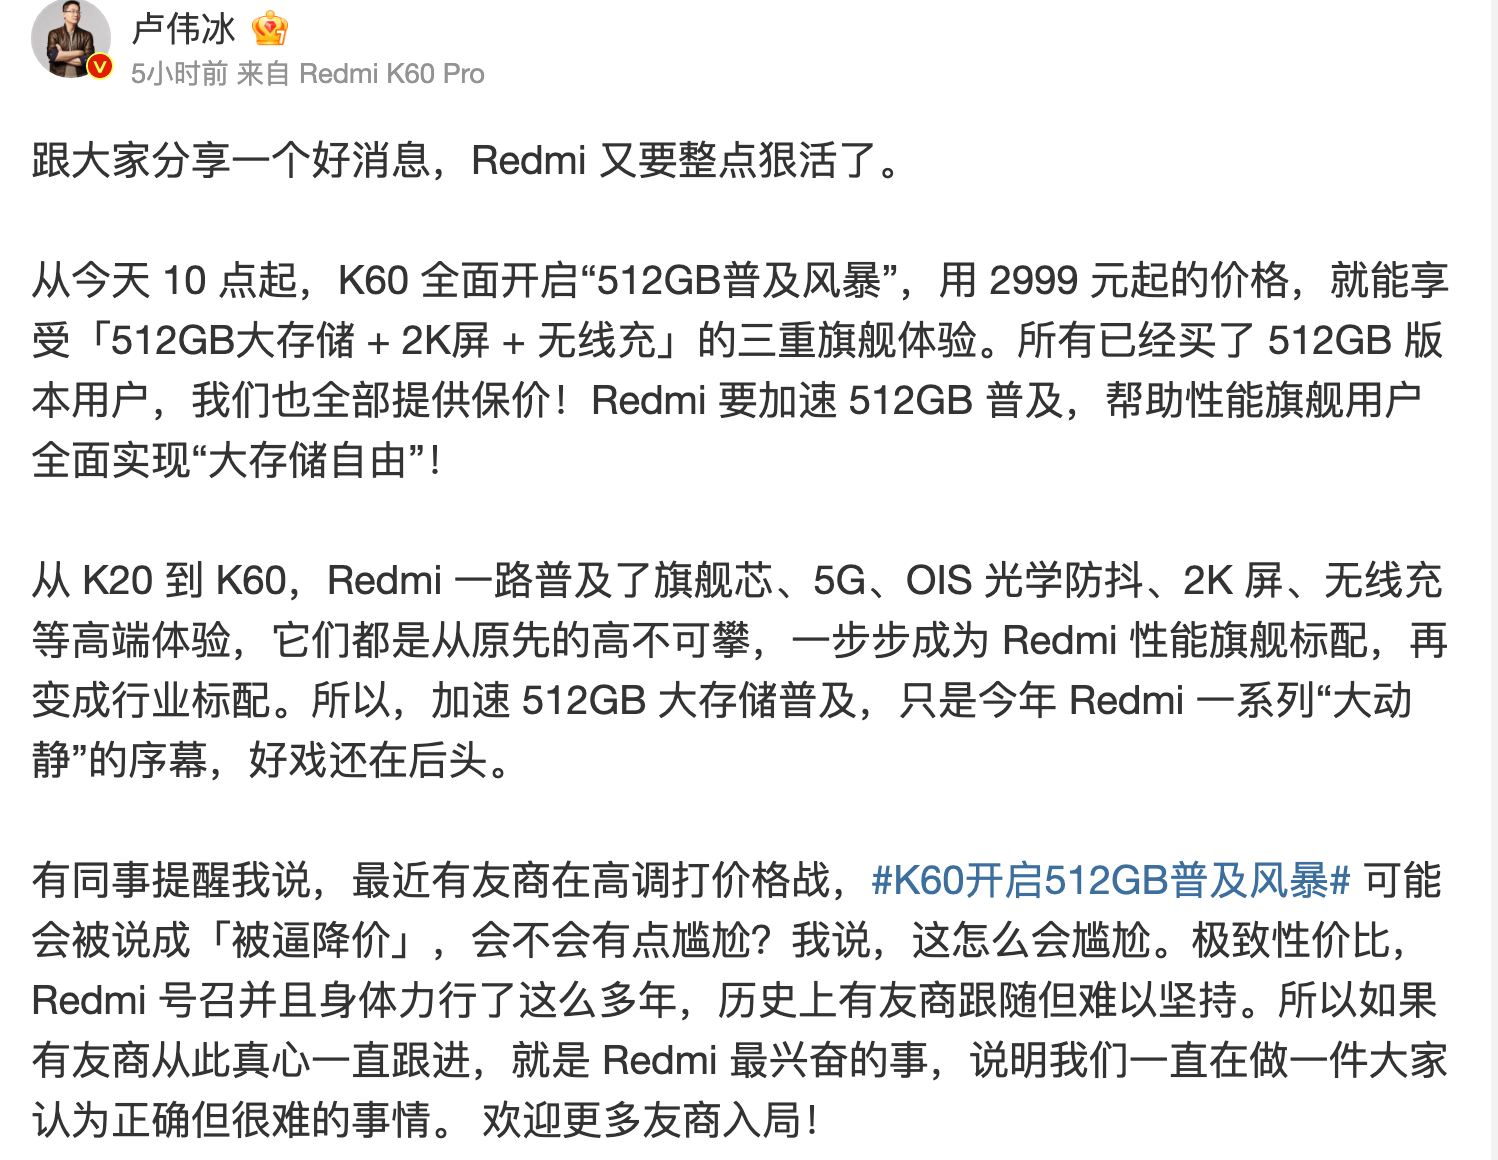 卢伟冰
5小时前 来自 Redmi K60 Pro
跟大家分享一个好消息，Redmi 又要整点狠活了。
从今天 10 点起，K60 全面开启“512GB普及风暴”，用 2999 元起的价格，就能享
受「512GB大存储 + 2K屏 + 无线充」的三重旗舰体验。所有已经买了 512GB 版
本用户，我们也全部提供保价！Redmi 要加速 512GB 普及，帮助性能旗舰用户
全面实现“大存储自由”！
从 K20 到 K60，Redmi 一路普及了旗舰芯、5G、OIS 光学防抖、2K 屏、无线充
等高端体验，它们都是从原先的高不可攀，一步步成为 Redmi 性能旗舰标配，再
变成行业标配。所以，加速 512GB 大存储普及，只是今年 Redmi 一系列“大动
静”的序幕，好戏还在后头。
有同事提醒我说，最近有友商在高调打价格战，#K60开启512GB普及风暴# 可能
会被说成「被逼降价」，会不会有点尴尬？我说，这怎么会尴尬。极致性价比，
Redmi 号召并且身体力行了这么多年，历史上有友商跟随但难以坚持。所以如果
有友商从此真心一直跟进，就是 Redmi 最兴奋的事，说明我们一直在做一件大家
认为正确但很难的事情。 欢迎更多友商入局！